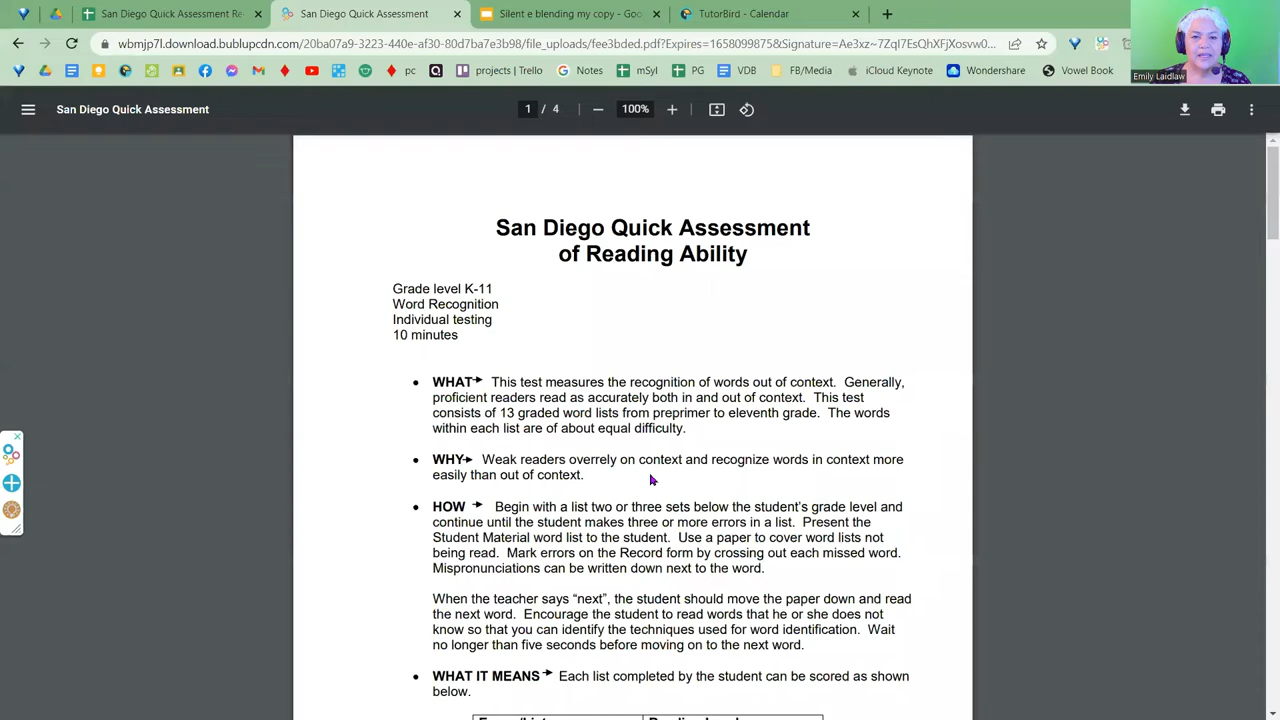 San Diego Quick Assessment Re
San Diego Quick Assessment
Silent e blending my copy - Goo
TutorBird - Calendar
wbmjp7l.download.bublupcdn.com/20ba07a9-3223-440e-af30-80d7ba7e3bf8/file_uploads/fee3bded.pdf?Expires=1658099875&Signature=Ae3xz~7ZqI7EsQhXFjXosvw0...
Emily Laidlaw
pc
projects | Trello
Notes
mSyl
PG
VDB
FB/Media
iCloud Keynote
Wondershare
Vowel Book
San Diego Quick Assessment
1 / 4
100%
San Diego Quick Assessment
of Reading Ability
Grade level K-11
Word Recognition
Individual testing
10 minutes
• WHAT➔ This test measures the recognition of words out of context. Generally,
proficient readers read as accurately both in and out of context. This test
consists of 13 graded word lists from preprimer to eleventh grade. The words
within each list are of about equal difficulty.
• WHY➔ Weak readers overrely on context and recognize words in context more
easily than out of context.
• HOW ➔ Begin with a list two or three sets below the student's grade level and
continue until the student makes three or more errors in a list. Present the
Student Material word list to the student. Use a paper to cover word lists not
being read. Mark errors on the Record form by crossing out each missed word.
Mispronunciations can be written down next to the word.
When the teacher says “next”, the student should move the paper down and read
the next word. Encourage the student to read words that he or she does not
know so that you can identify the techniques used for word identification. Wait
no longer than five seconds before moving on to the next word.
• WHAT IT MEANS➔ Each list completed by the student can be scored as shown
below.